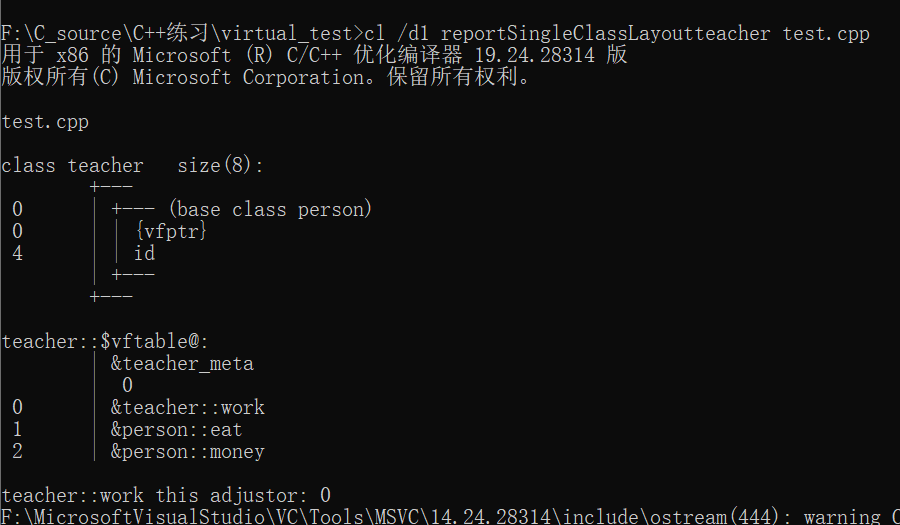 F:\C_source\C++练习\virtual_test>cl /d1 reportSingleClassLayoutteacher test.cpp
用于 x86 的 Microsoft (R) C/C++ 优化编译器 19.24.28314 版
版权所有(C) Microsoft Corporation。保留所有权利。
test.cpp
class teacher   size(8):
        +---
 0      | +--- (base class person)
 0      | | {vfptr}
 4      | | id
        | +---
        +---
teacher::$vftable@:
        | &teacher_meta
        |  0
 0      | &teacher::work
 1      | &person::eat
 2      | &person::money
teacher::work this adjustor: 0
F:\MicrosoftVisualStudio\VC\Tools\MSVC\14.24.28314\include\ostream(444): warning C